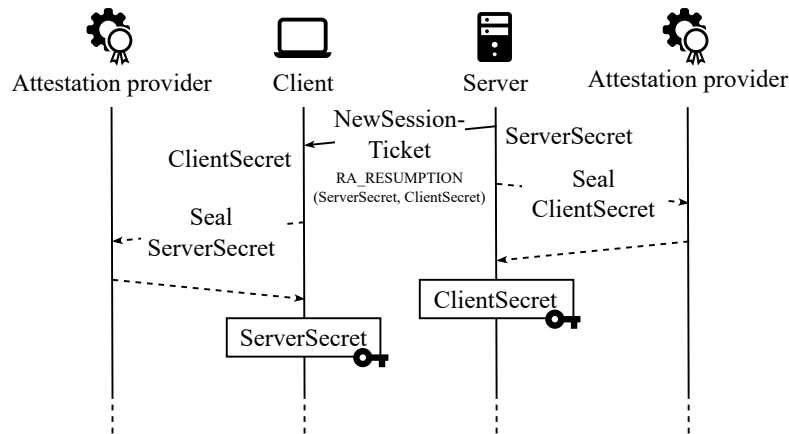 Attestation provider
Client
Server
Attestation provider
NewSession-
Ticket
ServerSecret
ClientSecret
RA_RESUMPTION
(ServerSecret, ClientSecret)
Seal
ClientSecret
Seal
ServerSecret
ClientSecret
ServerSecret